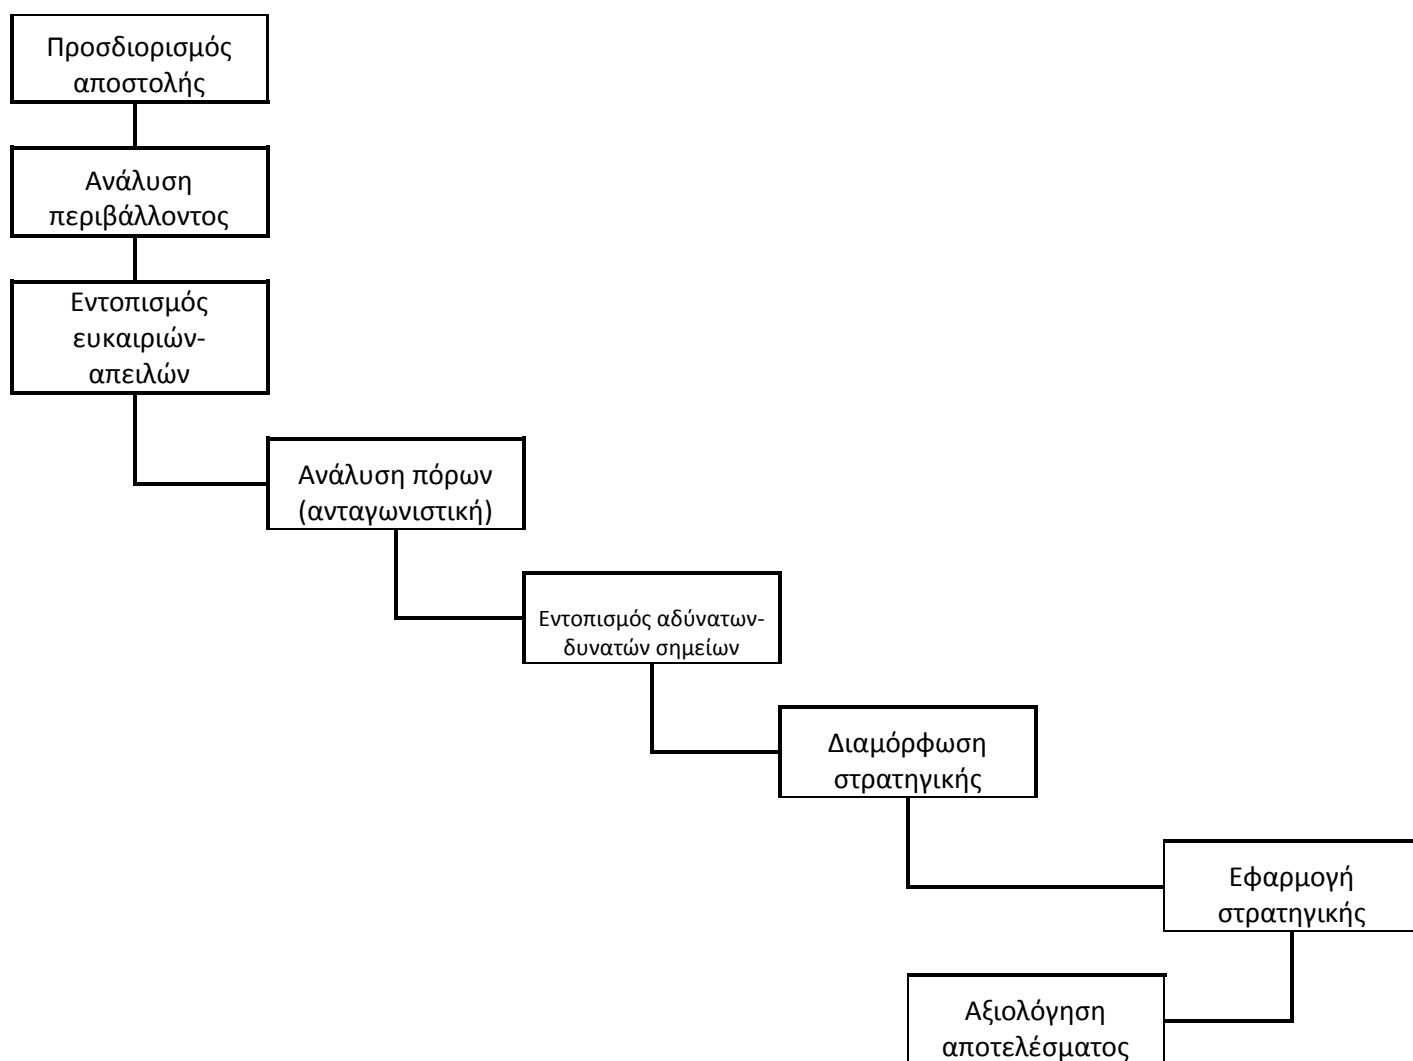 Προσδιορισμός
αποστολής
Ανάλυση
περιβάλλοντος
Εντοπισμός
ευκαιριών-
απειλών
Ανάλυση πόρων
(ανταγωνιστική)
Εντοπισμός αδύνατων-
δυνατών σημείων
Διαμόρφωση
στρατηγικής
Εφαρμογή
στρατηγικής
Αξιολόγηση
αποτελέσματος